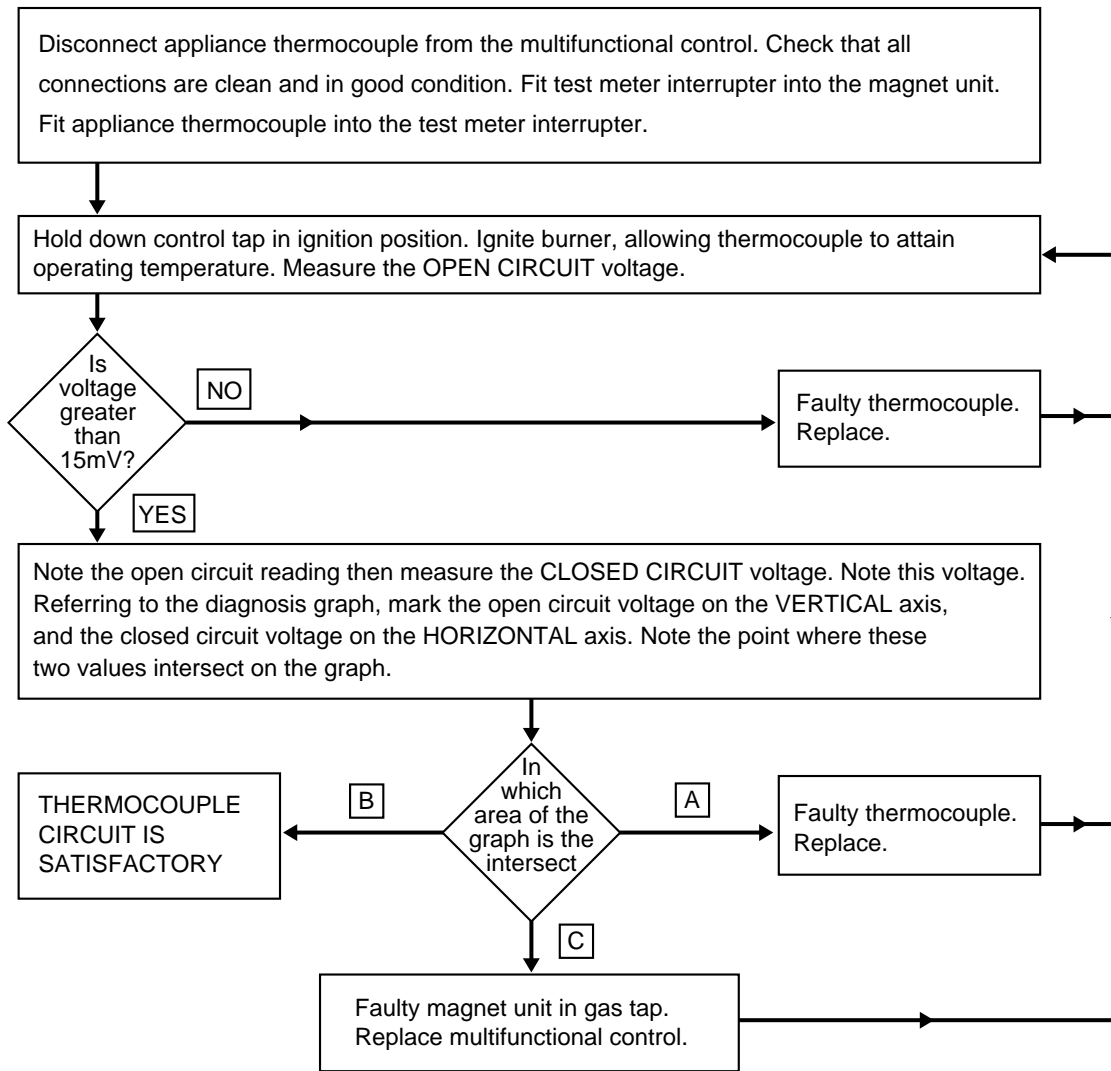 Disconnect appliance thermocouple from the multifunctional control. Check that all
connections are clean and in good condition. Fit test meter interrupter into the magnet unit.
Fit appliance thermocouple into the test meter interrupter.
Hold down control tap in ignition position. Ignite burner, allowing thermocouple to attain
operating temperature. Measure the OPEN CIRCUIT voltage.
Is
voltage
greater
than
15mV?
NO
Faulty thermocouple.
Replace.
YES
Note the open circuit reading then measure the CLOSED CIRCUIT voltage. Note this voltage.
Referring to the diagnosis graph, mark the open circuit voltage on the VERTICAL axis,
and the closed circuit voltage on the HORIZONTAL axis. Note the point where these
two values intersect on the graph.
In
which
area of the
graph is the
intersect
B
THERMOCOUPLE
CIRCUIT IS
SATISFACTORY
A
Faulty thermocouple.
Replace.
C
Faulty magnet unit in gas tap.
Replace multifunctional control.